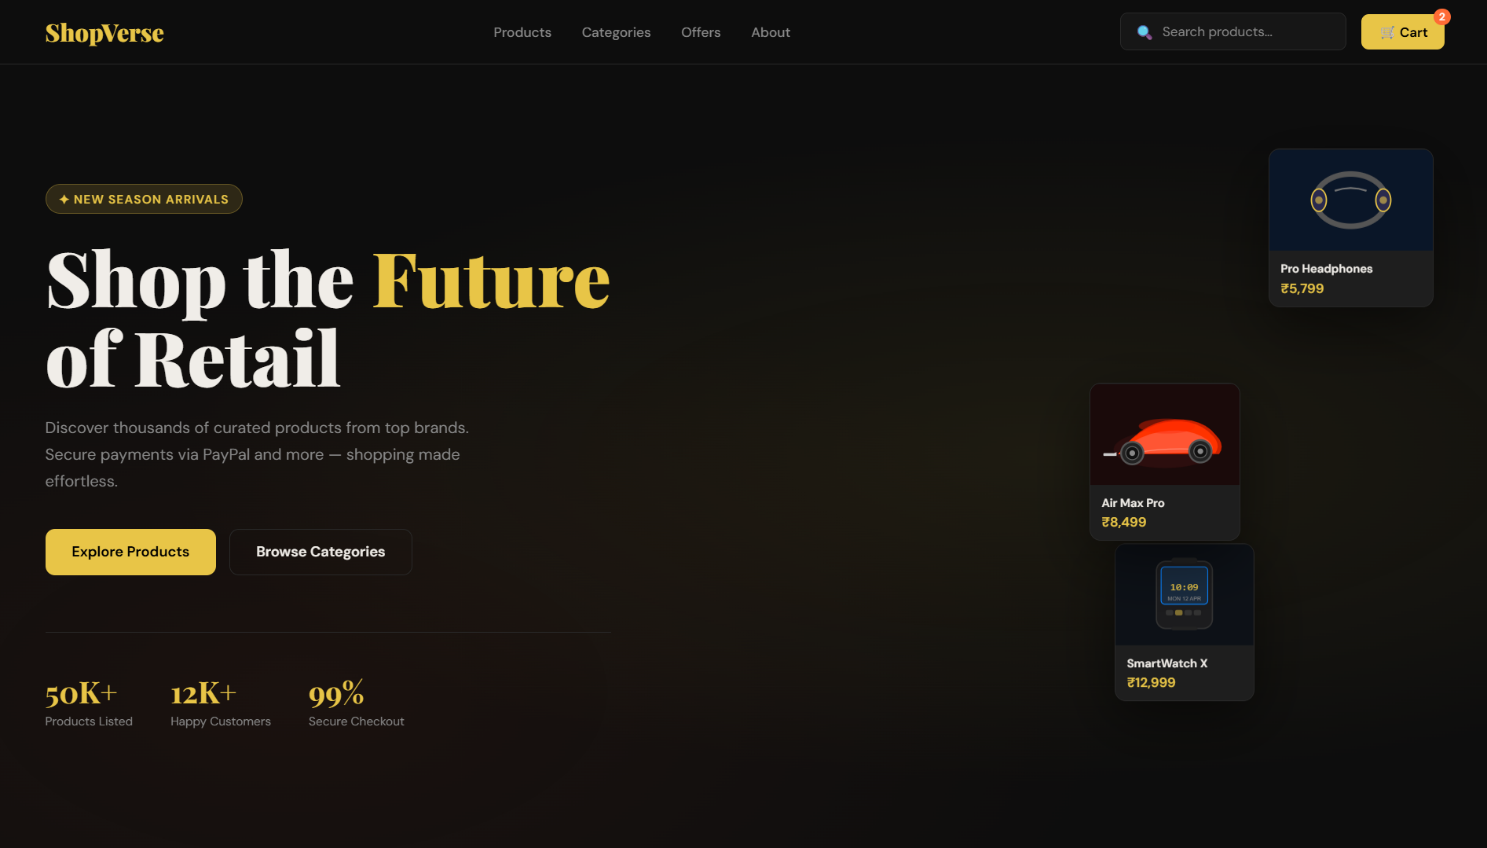 ShopVerse
Products
Categories
Offers
About
Search products...
Cart
2
✦ NEW SEASON ARRIVALS
Shop the Future
of Retail
Discover thousands of curated products from top brands.
Secure payments via PayPal and more — shopping made
effortless.
Explore Products
Browse Categories
50K+
Products Listed
12K+
Happy Customers
99%
Secure Checkout
Pro Headphones
₹5,799
Air Max Pro
₹8,499
10:09
MON 12 APR
SmartWatch X
₹12,999